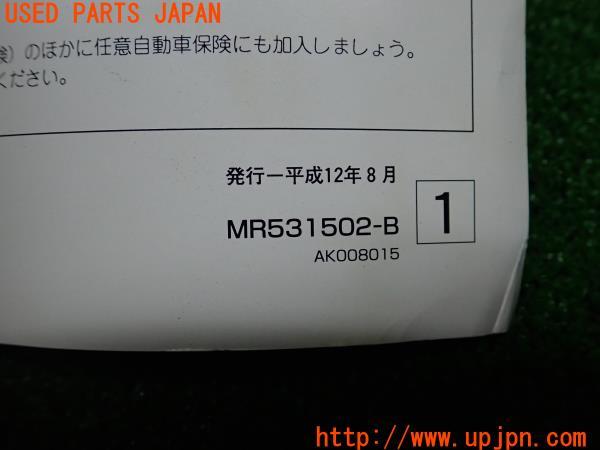 USED PARTS JAPAN
険)のほかに任意自動車保険にも加入しましょう。
ください。
発行ー平成12年8月
MR531502-B
1
AK008015
http://www.upjpn.com/